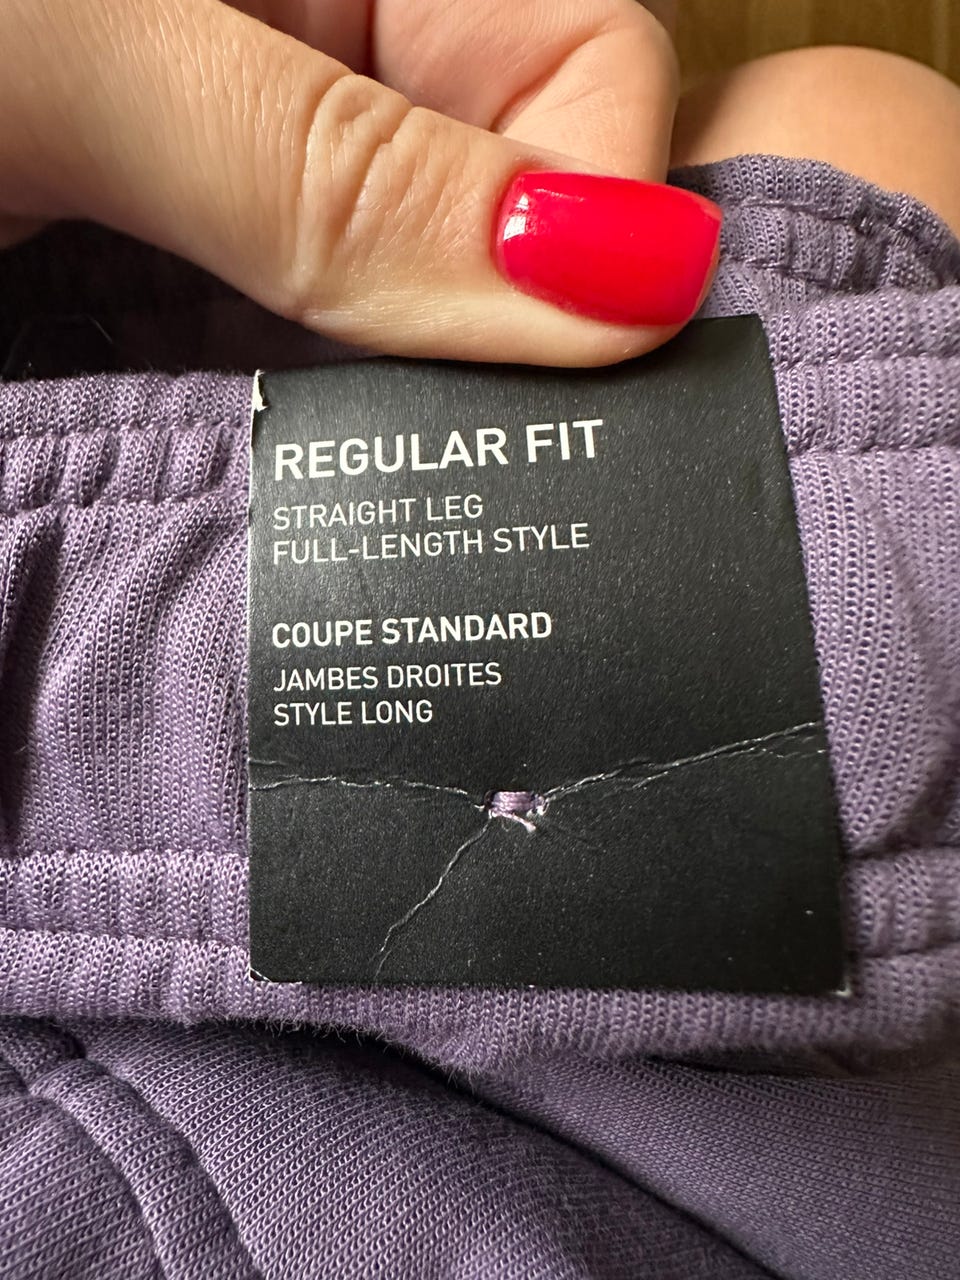 REGULAR FIT
STRAIGHT LEG
FULL-LENGTH STYLE
COUPE STANDARD
JAMBES DROITES
STYLE LONG